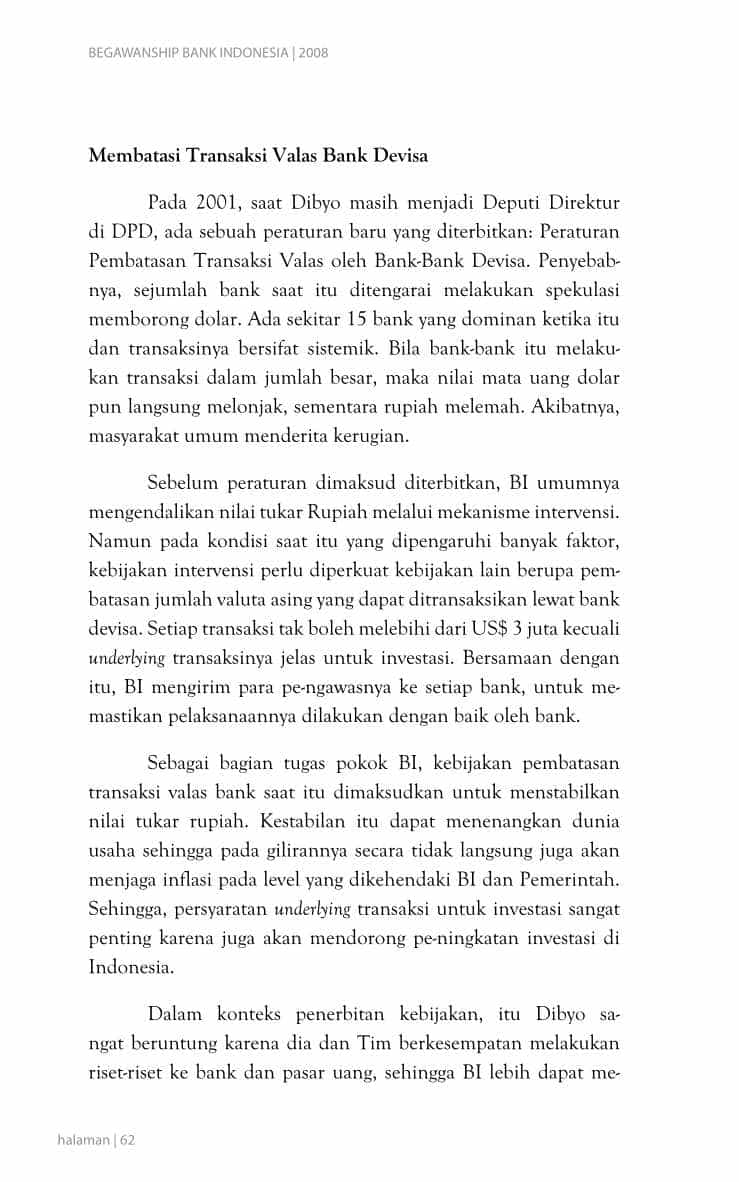 BEGAWANSHIP BANK INDONESIA | 2008
Membatasi Transaksi Valas Bank Devisa
Pada 2001, saat Dibyo masih menjadi Deputi Direktur
di DPD, ada sebuah peraturan baru yang diterbitkan: Peraturan
Pembatasan Transaksi Valas oleh Bank-Bank Devisa. Penyebab-
nya, sejumlah bank saat itu ditengarai melakukan spekulasi
memborong dolar. Ada sekitar 15 bank yang dominan ketika itu
dan transaksinya bersifat sistemik. Bila bank-bank itu melaku-
kan transaksi dalam jumlah besar, maka nilai mata uang dolar
pun langsung melonjak, sementara rupiah melemah. Akibatnya,
masyarakat umum menderita kerugian.
Sebelum peraturan dimaksud diterbitkan, BI umumnya
mengendalikan nilai tukar Rupiah melalui mekanisme intervensi.
Namun pada kondisi saat itu yang dipengaruhi banyak faktor,
kebijakan intervensi perlu diperkuat kebijakan lain berupa pem-
batasan jumlah valuta asing yang dapat ditransaksikan lewat bank
devisa. Setiap transaksi tak boleh melebihi dari US$ 3 juta kecuali
underlying transaksinya jelas untuk investasi. Bersamaan dengan
itu, BI mengirim para pe-ngawasnya ke setiap bank, untuk me-
mastikan pelaksanaannya dilakukan dengan baik oleh bank.
Sebagai bagian tugas pokok BI, kebijakan pembatasan
transaksi valas bank saat itu dimaksudkan untuk menstabilkan
nilai tukar rupiah. Kestabilan itu dapat menenangkan dunia
usaha sehingga pada gilirannya secara tidak langsung juga akan
menjaga inflasi pada level yang dikehendaki BI dan Pemerintah.
Sehingga, persyaratan underlying transaksi untuk investasi sangat
penting karena juga akan mendorong pe-ningkatan investasi di
Indonesia.
Dalam konteks penerbitan kebijakan, itu Dibyo sa-
ngat beruntung karena dia dan Tim berkesempatan melakukan
riset-riset ke bank dan pasar uang, sehingga BI lebih dapat me-
halaman | 62